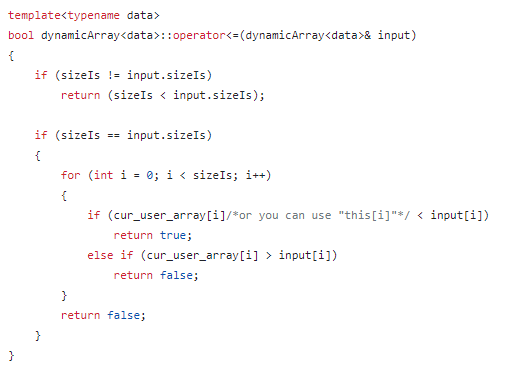 template<typename data>
bool dynamicArray<data>::operator<=(dynamicArray<data>& input)
{
    if (sizeIs != input.sizeIs)
        return (sizeIs < input.sizeIs);

    if (sizeIs == input.sizeIs)
    {
        for (int i = 0; i < sizeIs; i++)
        {
            if (cur_user_array[i]/*or you can use "this[i]"*/ < input[i])
                return true;
            else if (cur_user_array[i] > input[i])
                return false;
        }
        return false;
    }
}